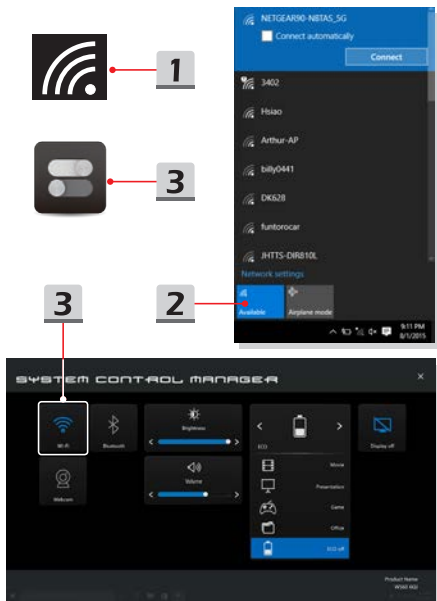 NETGEAR90-NBTAS_5G
Connect automatically
Connect
1
3402
Hsiao
Arthur-AP
3
billy0441
DK628
funtorocar
JHTTS-DIR810L
Network settings
3
2
Available
Airplane mode
9:11 PM
8/1/2015
SYSTEM CONTROL MANAGER
×
Wi-Fi
Bluetooth
Brightness
ECO
Display off
Webcam
Volume
Movie
Presentation
Game
Office
ECO off
Product Name